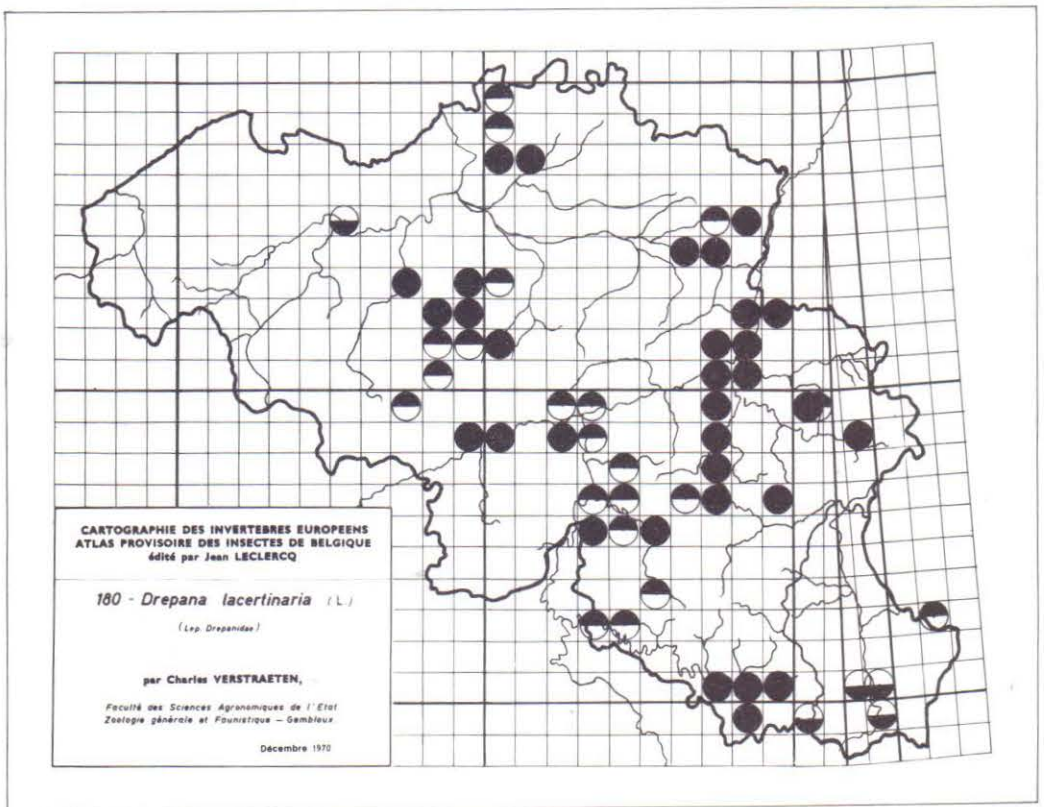 CARTOGRAPHIE DES INVERTEBRES EUROPEENS
ATLAS PROVISOIRE DES INSECTES DE BELGIQUE
édité par Jean LECLERCQ
180 - Drepana lacertinaria (L.)
(Lep. Drepanidae)
par Charles VERSTRAETEN,
Faculté des Sciences Agronomiques de l'Etat
Zoologie générale et Faunistique – Gembloux.
Décembre 1970